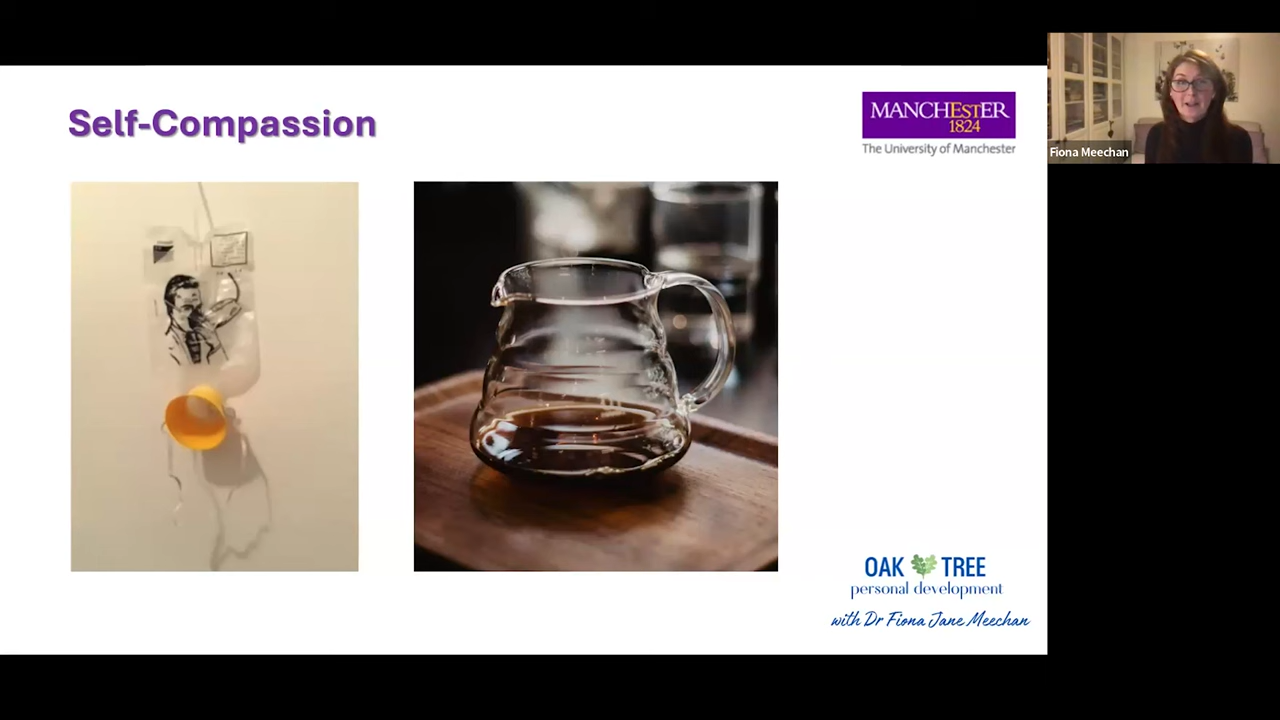 Self-Compassion
MANCHESTER
1824
The University of Manchester
Fiona Meechan
OAK TREE
personal development
with Dr Fiona Jane Meechan